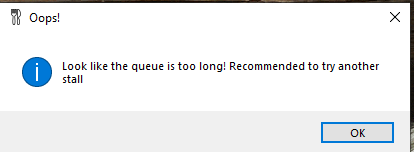 Oops!
Look like the queue is too long! Recommended to try another
stall
OK